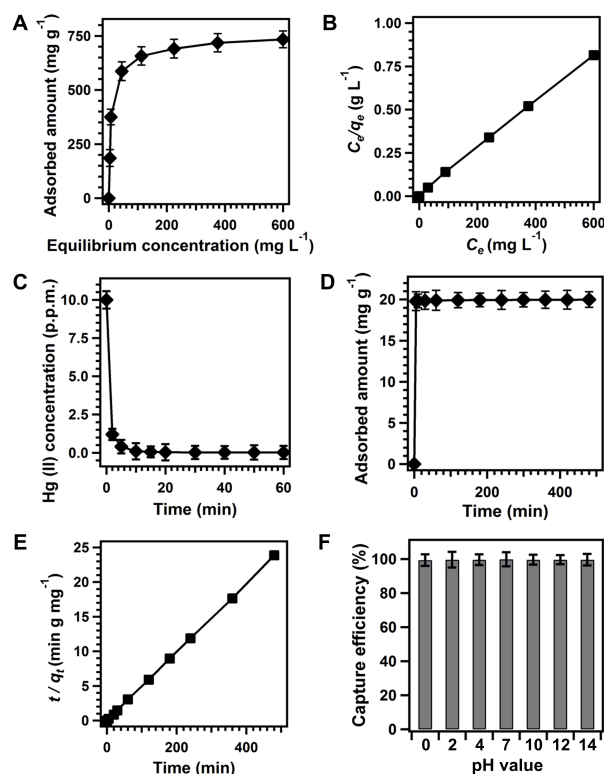 A
Adsorbed amount (mg g⁻¹)
750
500
250
0
0 200 400 600
Equilibrium concentration (mg L⁻¹)
B
Cₑ/qₑ (g L⁻¹)
1.00
0.75
0.50
0.25
0.00
0 200 400 600
Cₑ (mg L⁻¹)
C
Hg (II) concentration (p.p.m.)
10.0
7.5
5.0
2.5
0.0
0 20 40 60
Time (min)
D
Adsorbed amount (mg g⁻¹)
20
15
10
5
0
0 200 400
Time (min)
E
t / qₜ (min g mg⁻¹)
25
20
15
10
5
0
0 200 400
Time (min)
F
Capture efficiency (%)
100
80
60
40
20
0
0 2 4 7 10 12 14
pH value